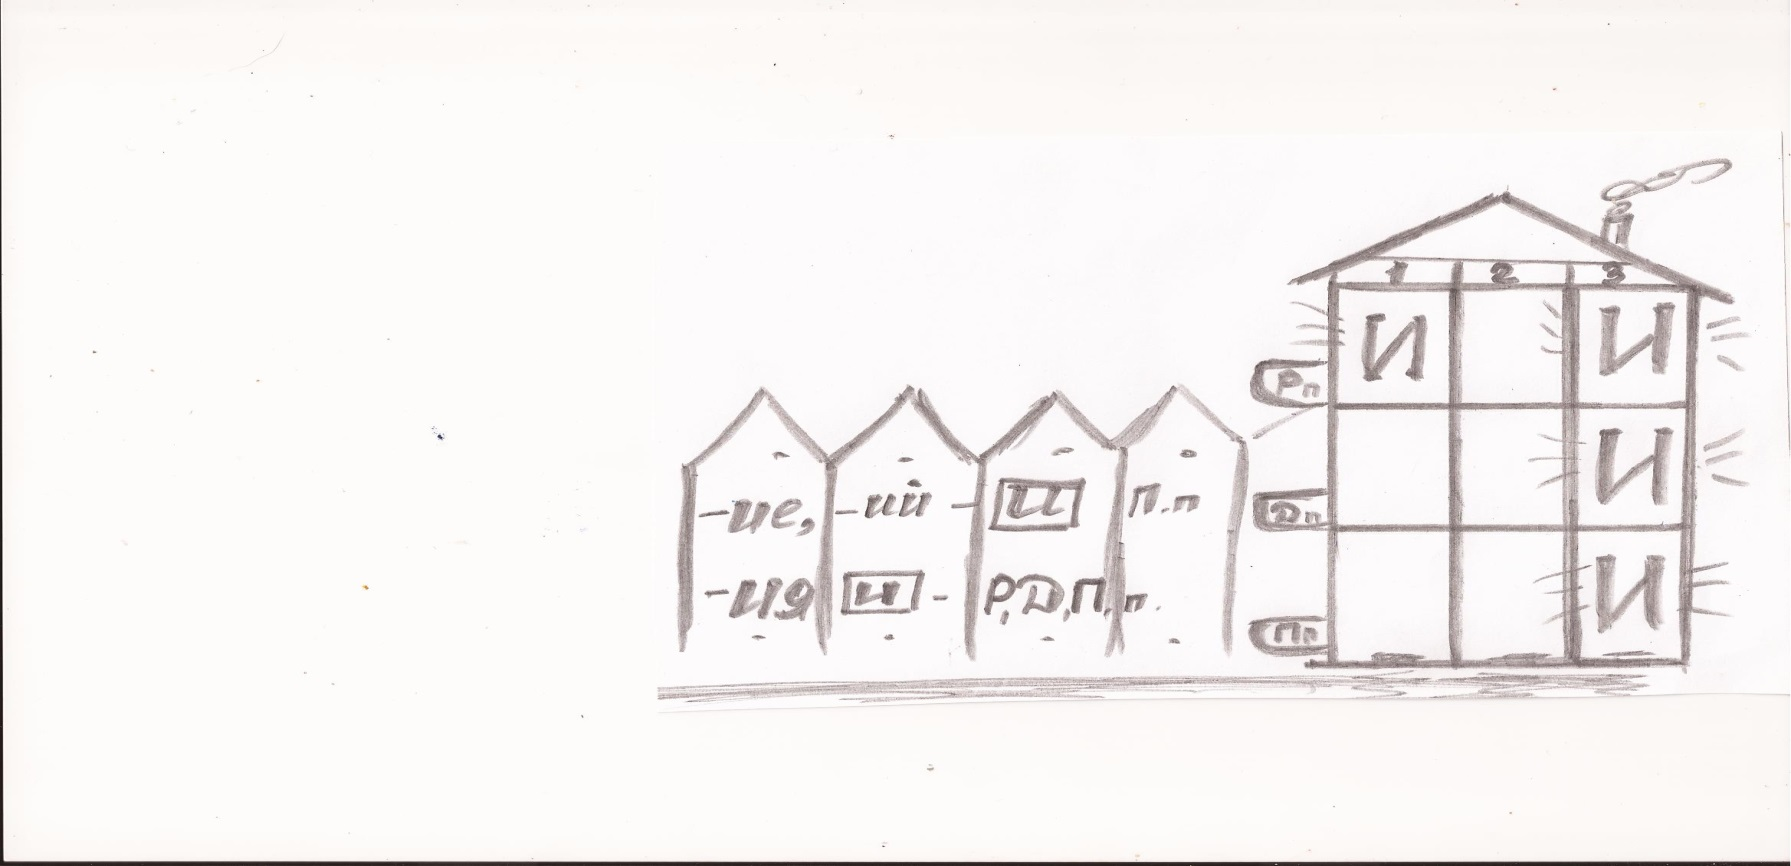 -ие, -ий - И П.п
-ия И - Р,Д,П.п.
1 2 3
Рп И И
Дп И
Пп И